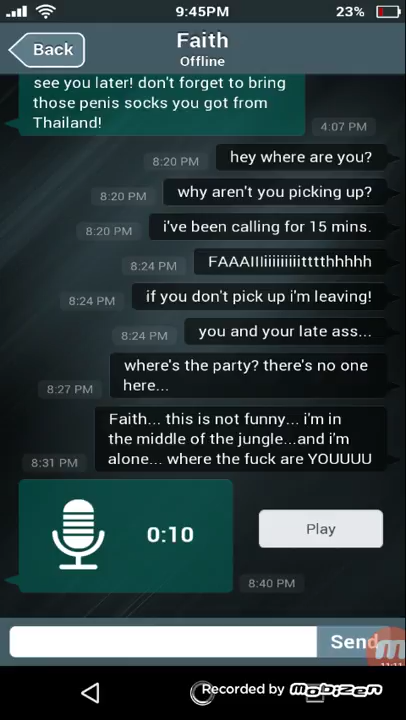 9:45PM
23%
Back
Faith
Offline
see you later! don't forget to bring
those penis socks you got from
Thailand!
4:07 PM
8:20 PM
hey where are you?
8:20 PM
why aren't you picking up?
8:20 PM
i've been calling for 15 mins.
8:24 PM
FAAAIIIiiiiiiiiitttthhhhh
8:24 PM
if you don't pick up i'm leaving!
8:24 PM
you and your late ass...
where's the party? there's no one
8:27 PM
here...
Faith... this is not funny... i'm in
the middle of the jungle...and i'm
8:31 PM
alone... where the fuck are YOUUUU
0:10
Play
8:40 PM
Send
11:11
Recorded by mobizen